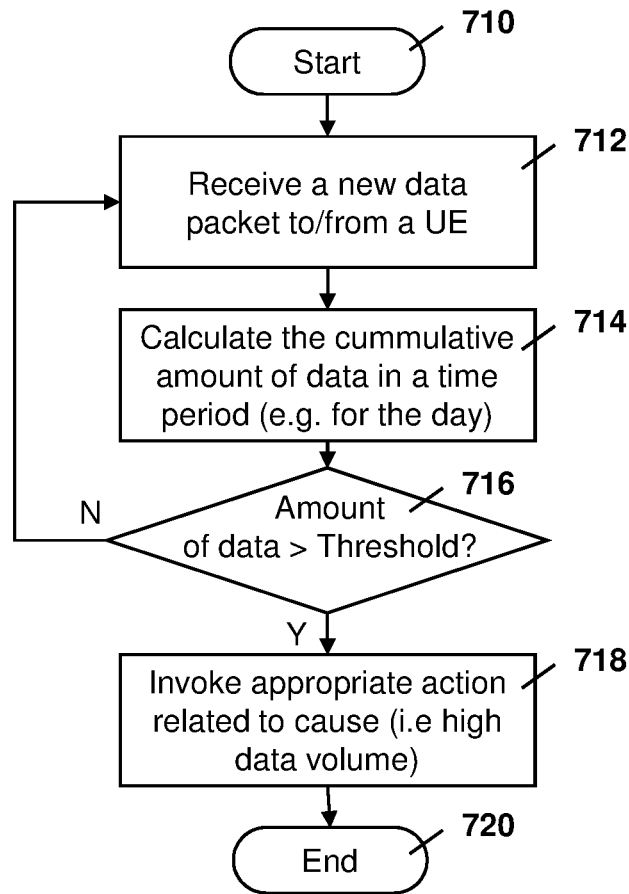 710
Start
712
Receive a new data
packet to/from a UE
714
Calculate the cummulative
amount of data in a time
period (e.g. for the day)
716
N
Amount
of data > Threshold?
Y
718
Invoke appropriate action
related to cause (i.e high
data volume)
720
End